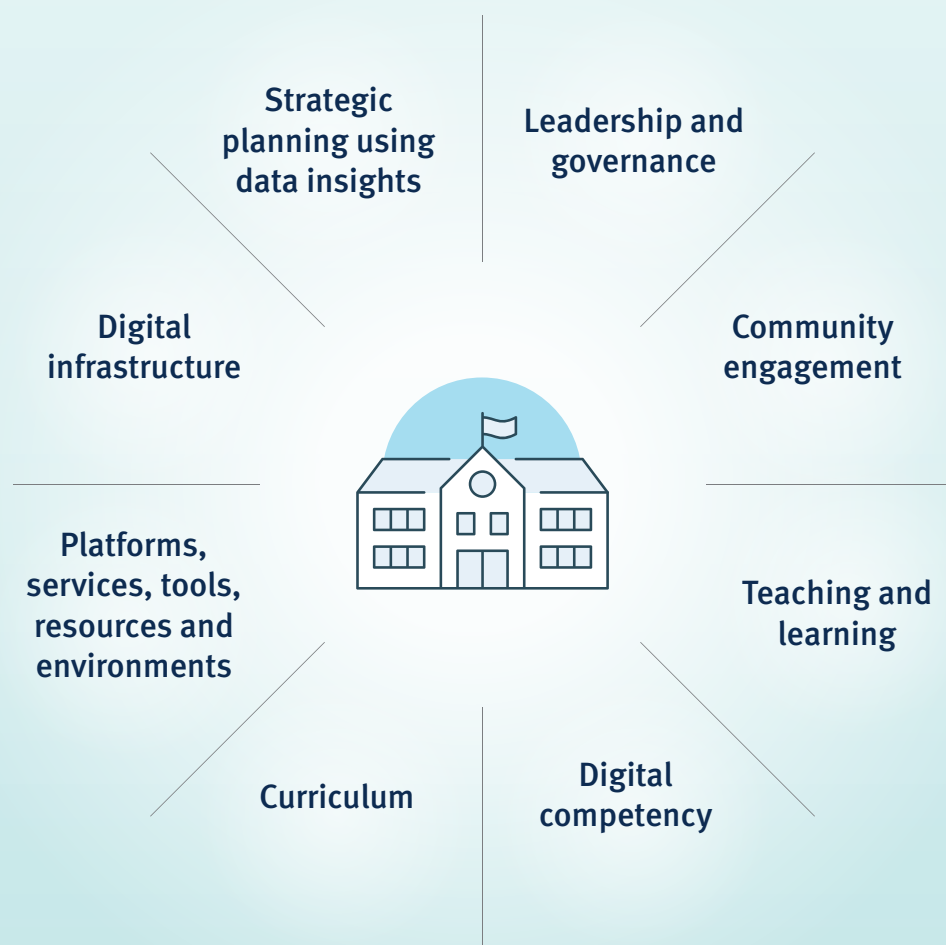 Strategic
planning using
data insights
Leadership and
governance
Community
engagement
Teaching and
learning
Digital
competency
Curriculum
Platforms,
services, tools,
resources and
environments
Digital
infrastructure